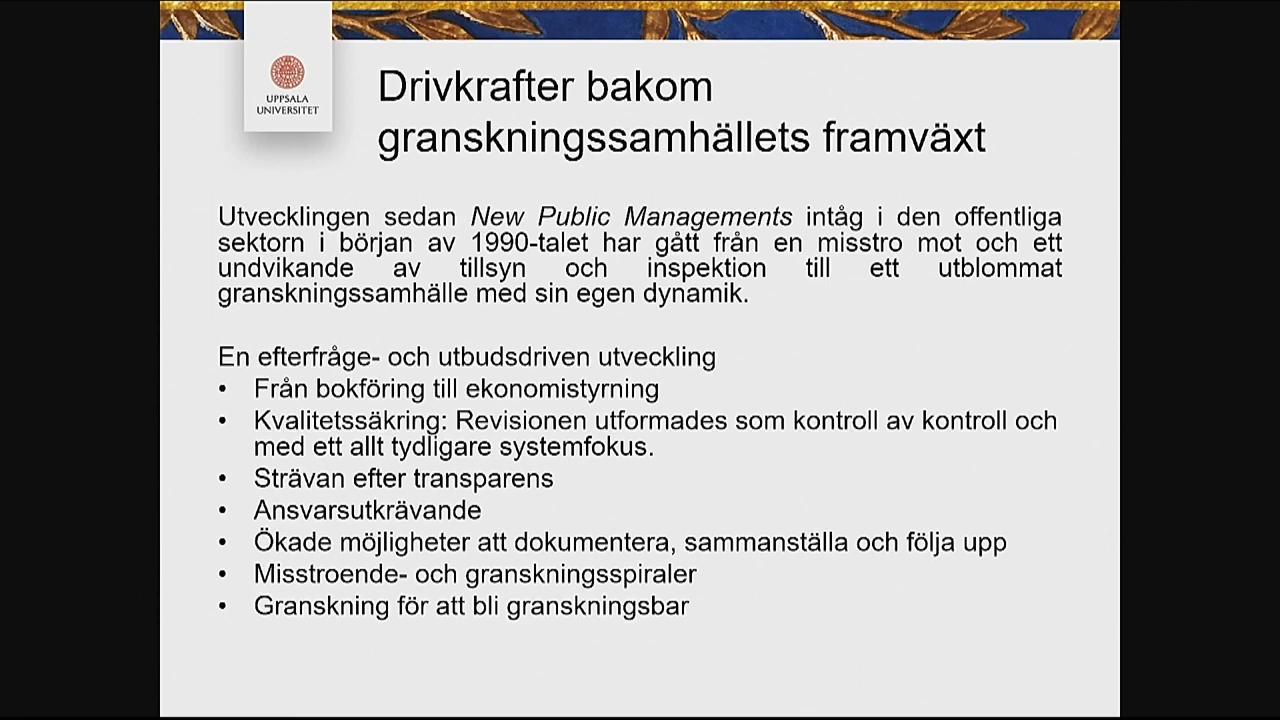 UPPSALA
UNIVERSITET
Drivkrafter bakom
granskningssamhällets framväxt
Utvecklingen sedan New Public Managements intåg i den offentliga
sektorn i början av 1990-talet har gått från en misstro mot och ett
undvikande av tillsyn och inspektion till ett utblommat
granskningssamhälle med sin egen dynamik.
En efterfråge- och utbudsdriven utveckling
• Från bokföring till ekonomistyrning
• Kvalitetssäkring: Revisionen utformades som kontroll av kontroll och
med ett allt tydligare systemfokus.
• Strävan efter transparens
• Ansvarsutkrävande
• Ökade möjligheter att dokumentera, sammanställa och följa upp
• Misstroende- och granskningsspiraler
• Granskning för att bli granskningsbar